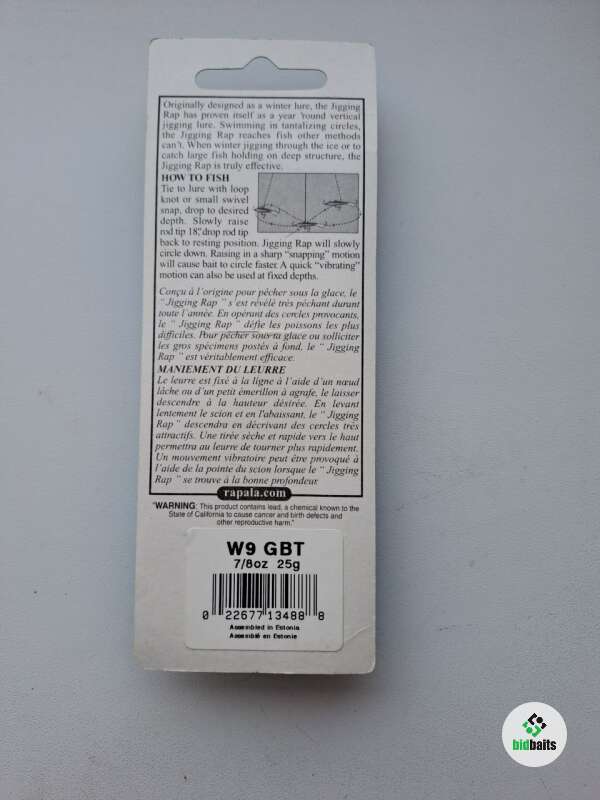 Originally designed as a winter lure, the Jigging
Rap has proven itself as a year 'round vertical
jigging lure. Swimming in tantalizing circles,
the Jigging Rap reaches fish other methods
can't. When winter jigging through the ice or to
catch large fish holding on deep structure, the
Jigging Rap is truly effective.
HOW TO FISH
Tie to lure with loop
knot or small swivel
snap, drop to desired
depth. Slowly raise
rod tip 18", drop rod tip
back to resting position. Jigging Rap will slowly
circle down. Raising in a sharp "snapping" motion
will cause bait to circle faster. A quick "vibrating"
motion can also be used at fixed depths.
Conçu à l'origine pour pêcher sous la glace, le
"Jigging Rap" s'est révélé très pêchant durant
toute l'année. En opérant des cercles provocants,
le "Jigging Rap" défie les poissons les plus
difficiles. Pour pêcher sous la glace ou solliciter
les gros spécimens postés à fond, le "Jigging
Rap" est véritablement efficace.
MANIEMENT DU LEURRE
Le leurre est fixé à la ligne à l'aide d'un nœud
lâche ou d'un petit émerillon à agrafe, le laisser
descendre à la hauteur désirée. En levant
lentement le scion et en l'abaissant, le "Jigging
Rap" descendra en décrivant des cercles très
attractifs. Une tirée sèche et rapide vers le haut
permettra au leurre de tourner plus rapidement.
Un mouvement vibratoire peut être provoqué à
l'aide de la pointe du scion lorsque le "Jigging
Rap" se trouve à la bonne profondeur.
rapala.com
"WARNING: This product contains lead, a chemical known to the
State of California to cause cancer and birth defects and
other reproductive harm."
W9 GBT
7/8oz 25g
0 22677 13488 8
Assembled in Estonia
Assemblé en Estonie
bidbaits